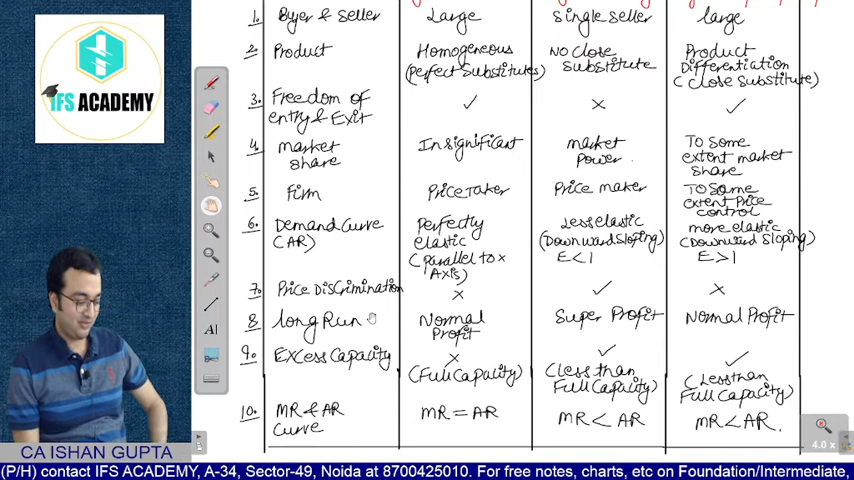 1. Byer & Seller Large Single seller large
2. Product Homogeneous (Perfect Substitutes) NO close substitute Product Differentiation (Close substitute)
3. Freedom of entry & Exit ✓ × ✓
4. market share Insignificant market Power. To some extent market share
5. Firm Price taker Price maker To some extent Price control
6. Demand Curve (AR) Perfectly elastic (Parallel to x Axis) Less elastic (Downward Sloping) E<1 more elastic (Downward Sloping) E>1
7. Price Discrimination × ✓ ×
8 long Run Normal Profit Super Profit Normal Profit
9. Excess Capacity × (Full Capacity) ✓ (less than Full Capacity) ✓ (Less than Full Capacity)
10. MR & AR Curve MR = AR MR < AR MR < AR.
IFS ACADEMY
4.0 x
CA ISHAN GUPTA
(P/H) contact IFS ACADEMY, A-34, Sector-49, Noida at 8700425010. For free notes, charts, etc on Foundation/Intermediate,